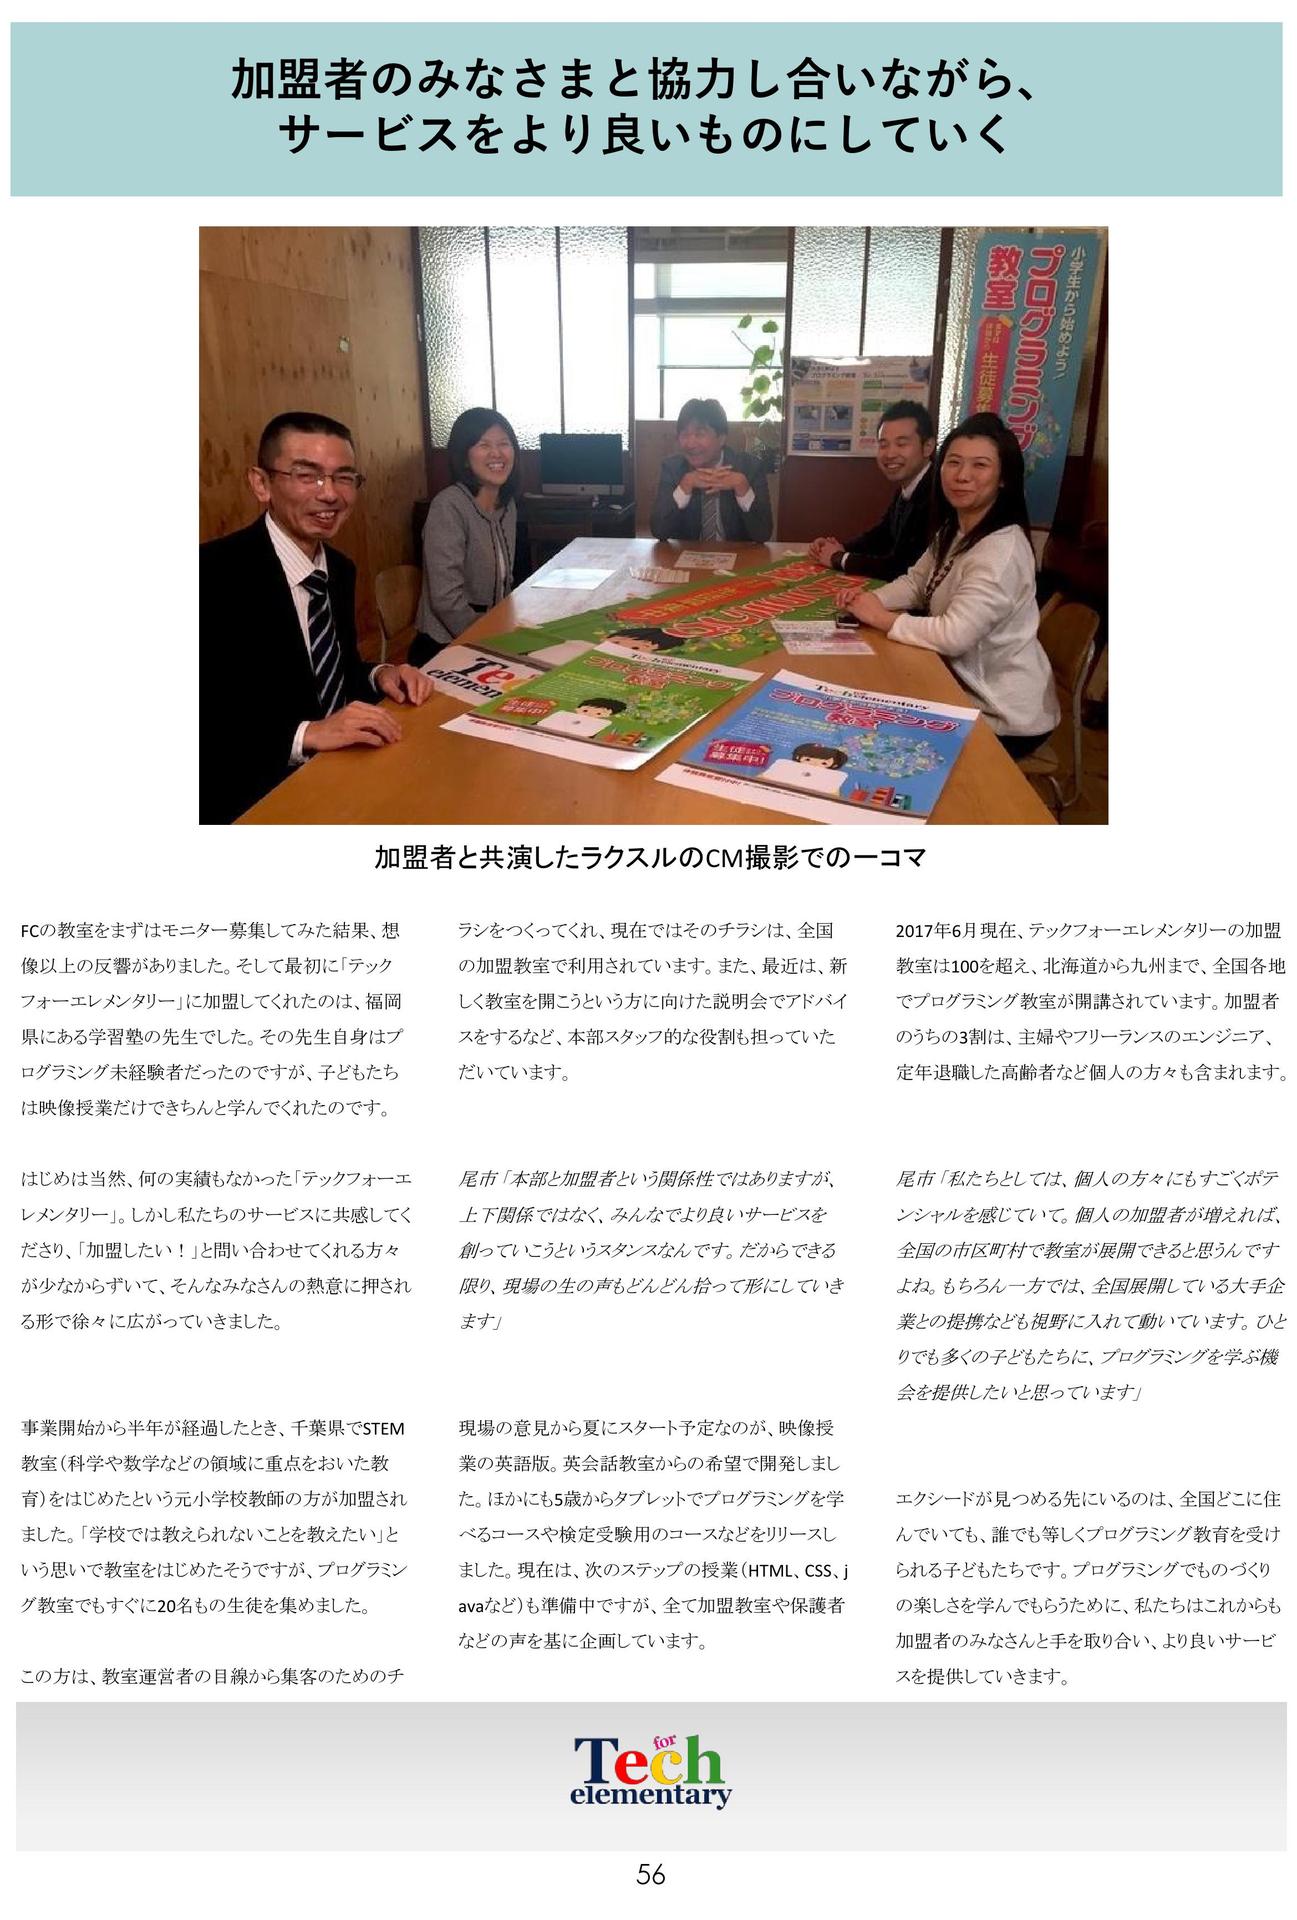 加盟者のみなさまと協力し合いながら、
サービスをより良いものにしていく
小学生から始めよう！
プログラミング
教室
生徒募集
Tech
elementary
プログラミング
教室
生徒
募集中！
Tech for elementary
プログラミング
教室
生徒
募集中！
加盟者と共演したラクスルのCM撮影での一コマ
FCの教室をまずはモニター募集してみた結果、想
像以上の反響がありました。そして最初に「テック
フォーエレメンタリー」に加盟してくれたのは、福岡
県にある学習塾の先生でした。その先生自身はプ
ログラミング未経験者だったのですが、子どもたち
は映像授業だけできちんと学んでくれたのです。
はじめは当然、何の実績もなかった「テックフォーエ
レメンタリー」。しかし私たちのサービスに共感してく
ださり、「加盟したい！」と問い合わせてくれる方々
が少なからずいて、そんなみなさんの熱意に押され
る形で徐々に広がっていきました。
事業開始から半年が経過したとき、千葉県でSTEM
教室（科学や数学などの領域に重点をおいた教
育）をはじめたという元小学校教師の方が加盟され
ました。「学校では教えられないことを教えたい」と
いう思いで教室をはじめたそうですが、プログラミン
グ教室でもすぐに20名もの生徒を集めました。
この方は、教室運営者の目線から集客のためのチ
ラシをつくってくれ、現在ではそのチラシは、全国
の加盟教室で利用されています。また、最近は、新
しく教室を開こうという方に向けた説明会でアドバイ
スをするなど、本部スタッフ的な役割も担っていた
だいています。
尾市「本部と加盟者という関係性ではありますが、
上下関係ではなく、みんなでより良いサービスを
創っていこうというスタンスなんです。だからできる
限り、現場の生の声もどんどん拾って形にしていき
ます」
現場の意見から夏にスタート予定なのが、映像授
業の英語版。英会話教室からの希望で開発しまし
た。ほかにも5歳からタブレットでプログラミングを学
べるコースや検定受験用のコースなどをリリースし
ました。現在は、次のステップの授業（HTML、CSS、j
avaなど）も準備中ですが、全て加盟教室や保護者
などの声を基に企画しています。
2017年6月現在、テックフォーエレメンタリーの加盟
教室は100を超え、北海道から九州まで、全国各地
でプログラミング教室が開講されています。加盟者
のうちの3割は、主婦やフリーランスのエンジニア、
定年退職した高齢者など個人の方々も含まれます。
尾市「私たちとしては、個人の方々にもすごくポテ
ンシャルを感じていて。個人の加盟者が増えれば、
全国の市区町村で教室が展開できると思うんです
よね。もちろん一方では、全国展開している大手企
業との提携なども視野に入れて動いています。ひと
りでも多くの子どもたちに、プログラミングを学ぶ機
会を提供したいと思っています」
エクシードが見つめる先にいるのは、全国どこに住
んでいても、誰でも等しくプログラミング教育を受け
られる子どもたちです。プログラミングでものづくり
の楽しさを学んでもらうために、私たちはこれからも
加盟者のみなさんと手を取り合い、より良いサービ
スを提供していきます。
Tech for
elementary
56